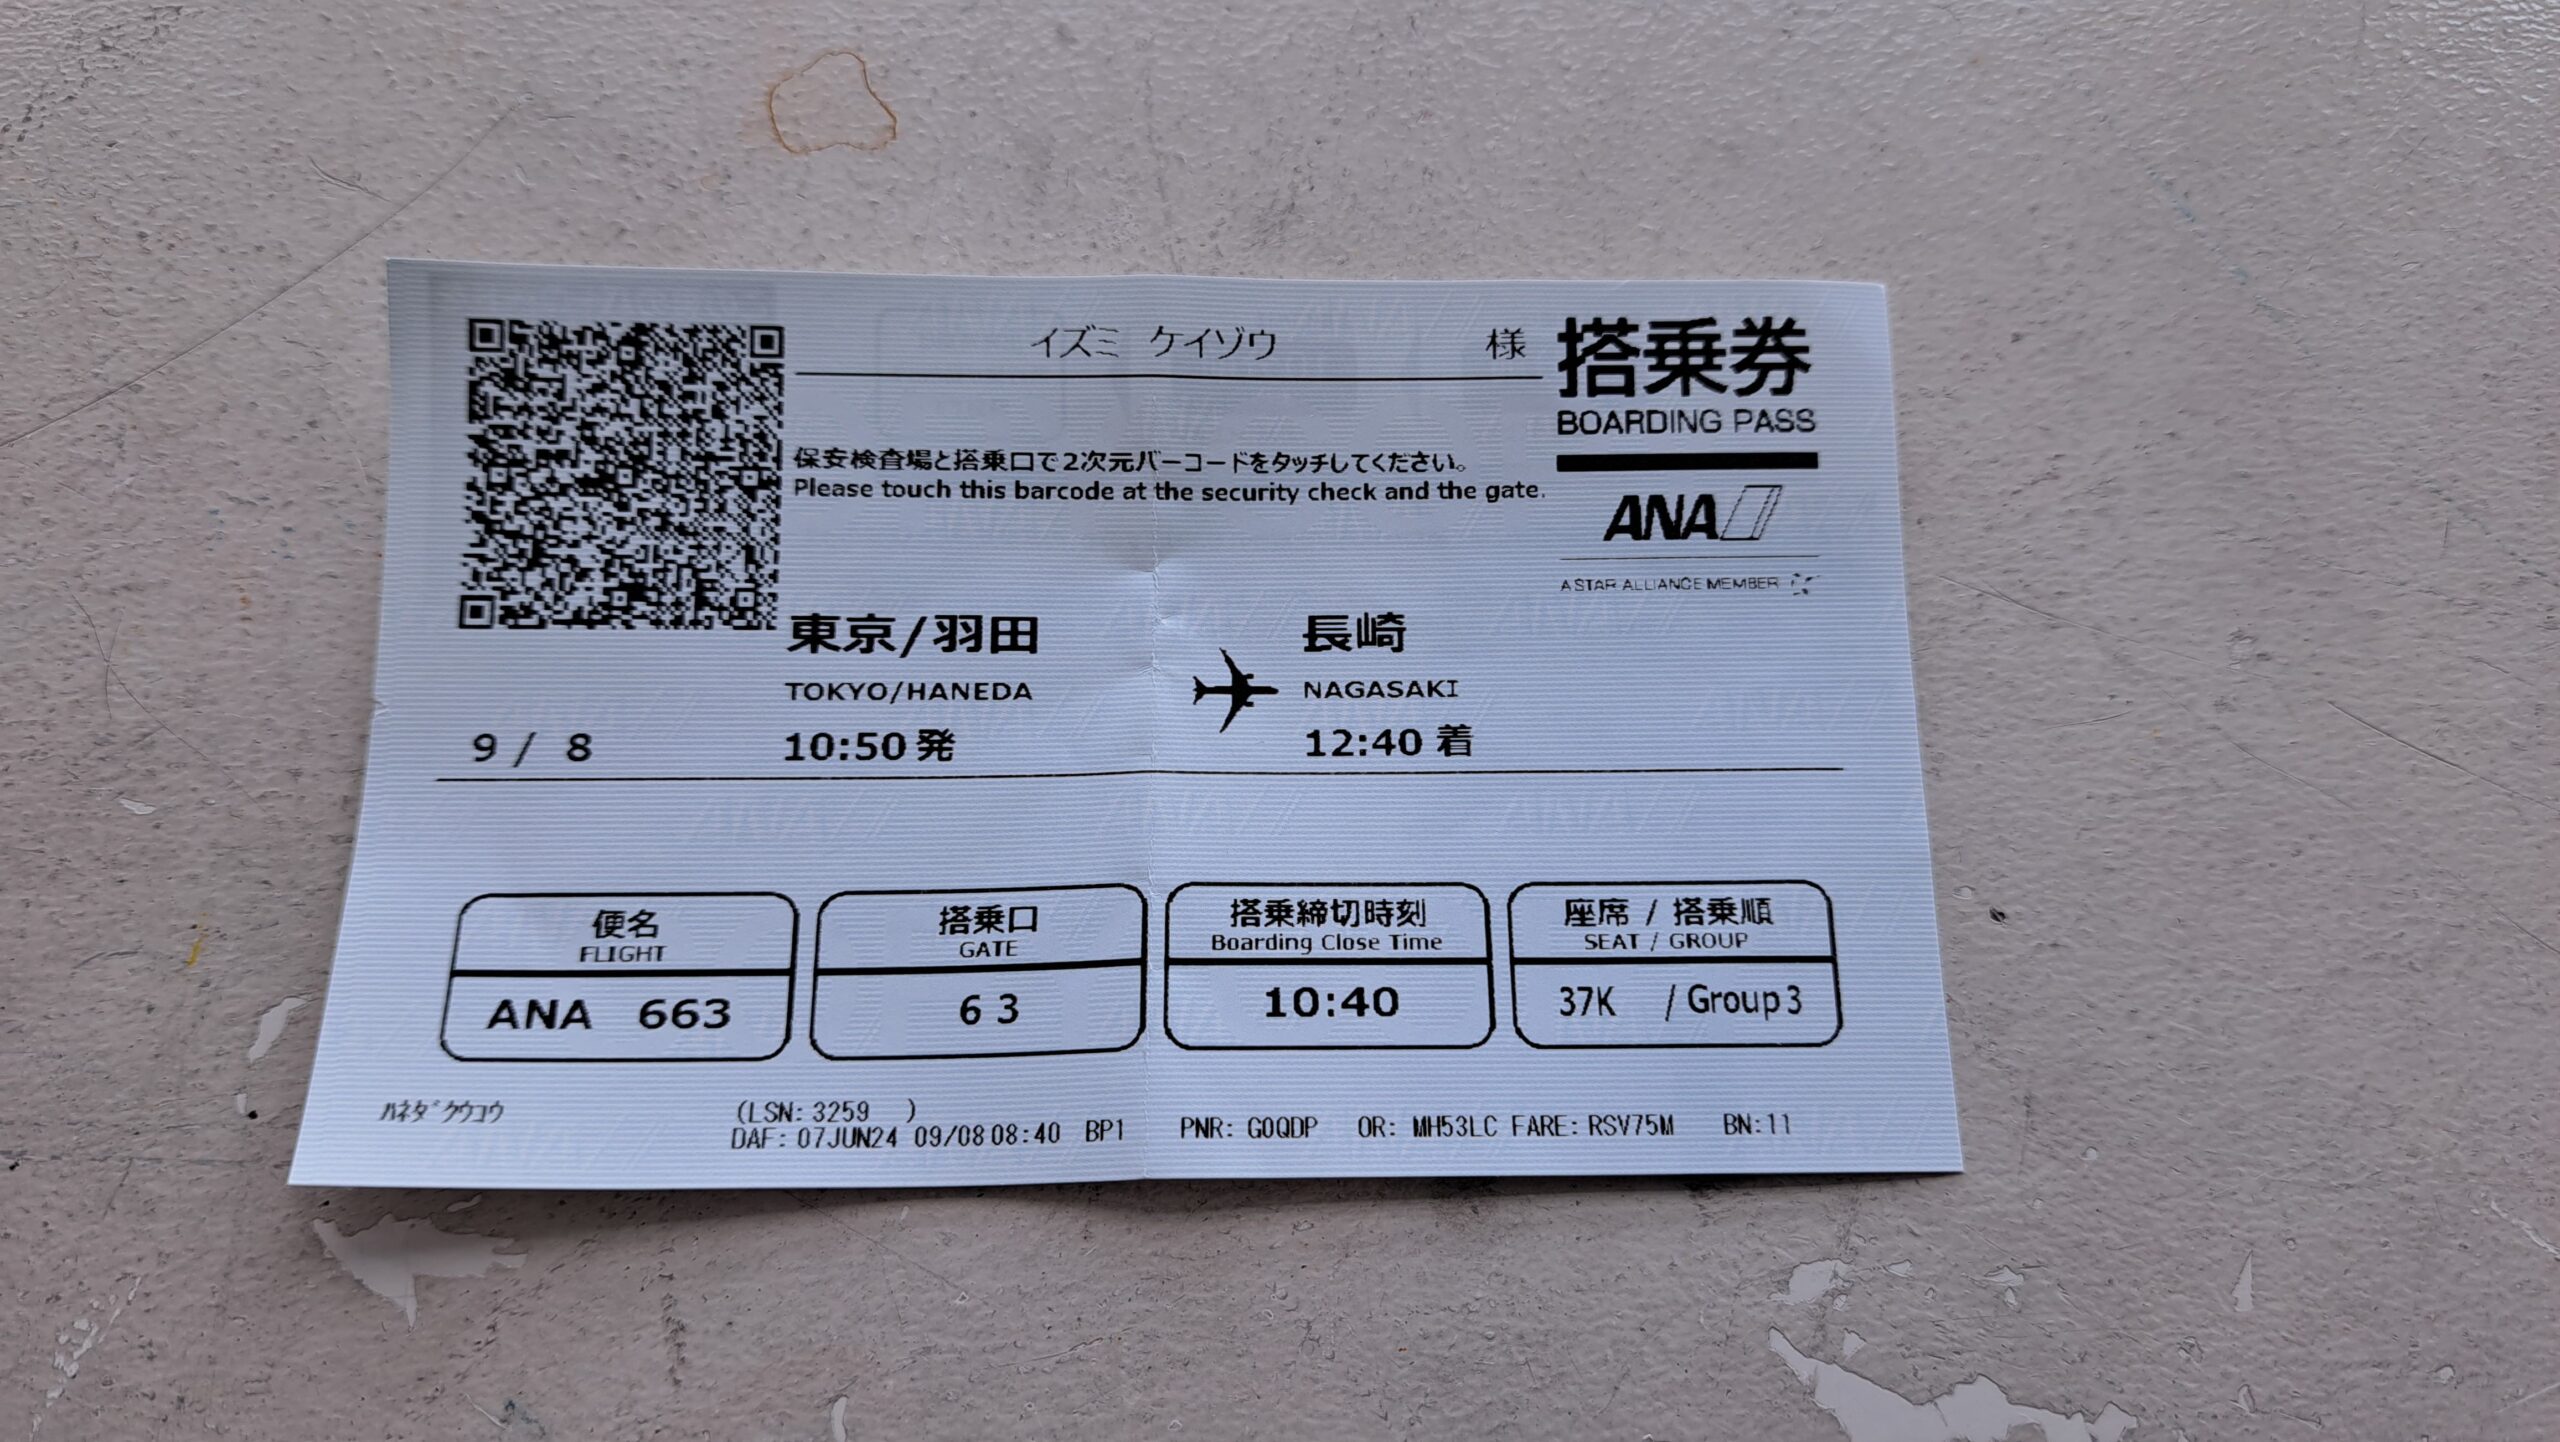 イズミ ケイゾウ 様
搭乗券
BOARDING PASS
保安検査場と搭乗口で2次元バーコードをタッチしてください。
Please touch this barcode at the security check and the gate.
ANA
A STAR ALLIANCE MEMBER
東京/羽田 長崎
TOKYO/HANEDA NAGASAKI
9/ 8 10:50発 12:40着
便名 搭乗口 搭乗締切時刻 座席 / 搭乗順
FLIGHT GATE Boarding Close Time SEAT / GROUP
ANA 663 63 10:40 37K / Group3
ﾊﾈﾀﾞｸｳｺｳ (LSN: 3259 )
DAF: 07JUN24 09/08 08:40 BP1 PNR: G0QDP OR: MH53LC FARE: RSV75M BN:11